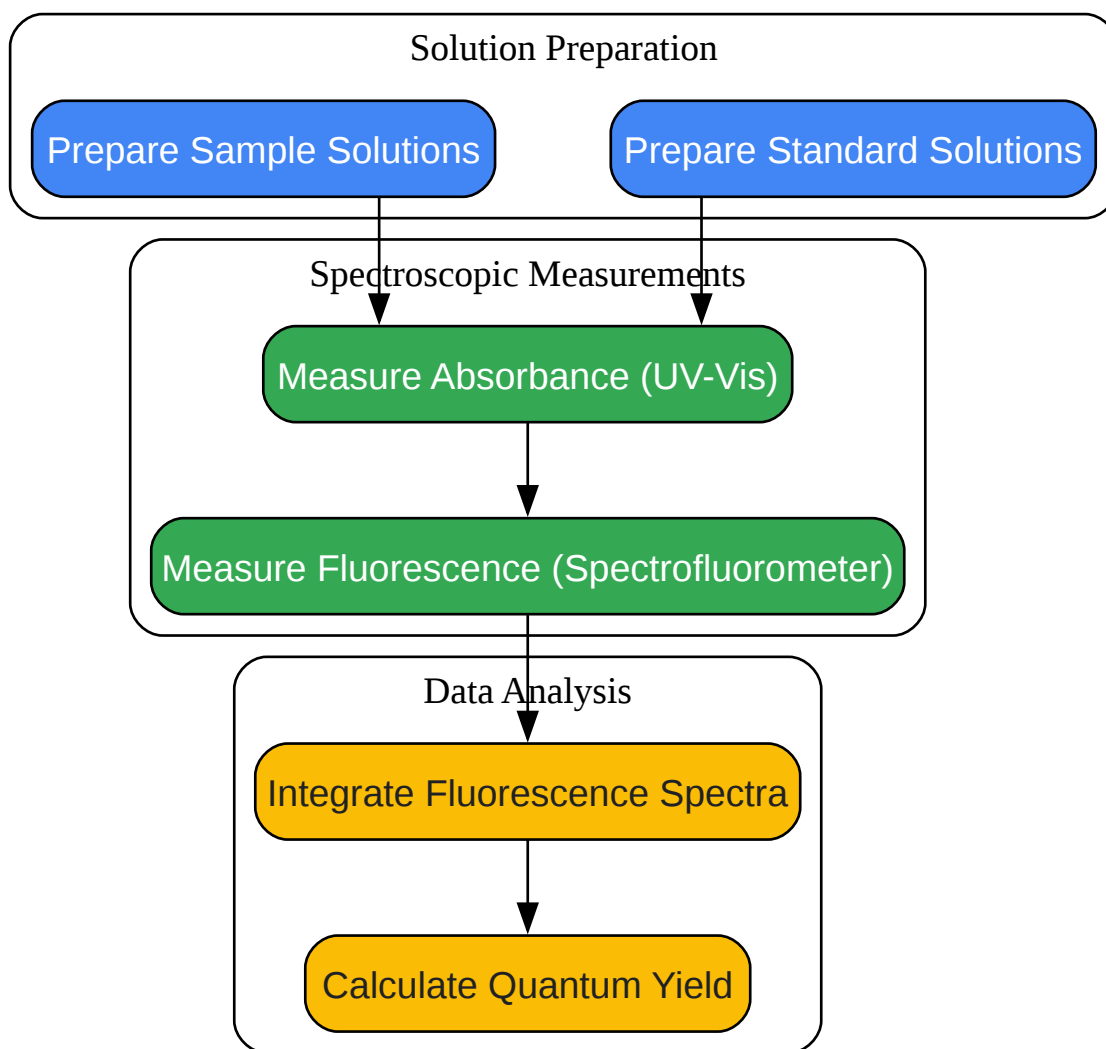 Solution Preparation
Prepare Sample Solutions
Prepare Standard Solutions
Spectroscopic Measurements
Measure Absorbance (UV-Vis)
Measure Fluorescence (Spectrofluorometer)
Data Analysis
Integrate Fluorescence Spectra
Calculate Quantum Yield